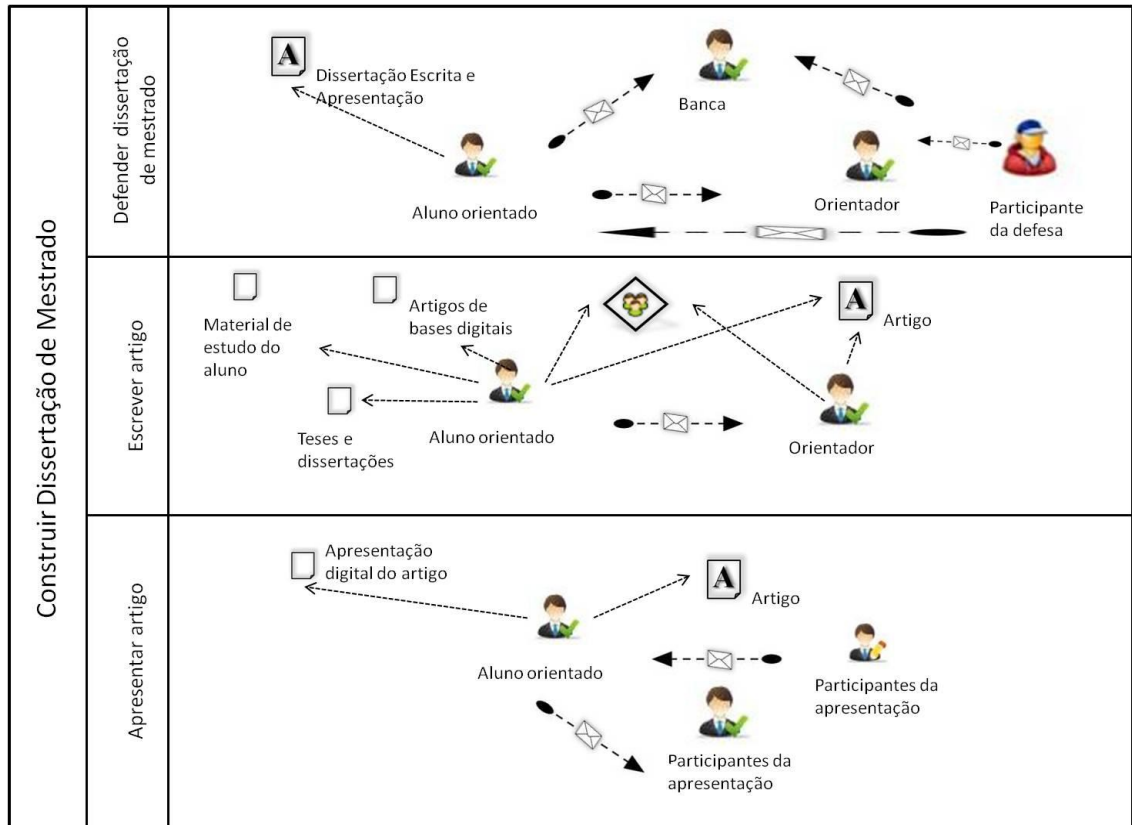 Construir Dissertação de Mestrado
Defender dissertação
de mestrado
A
Dissertação Escrita e
Apresentação
Banca
Aluno orientado
Orientador
Participante
da defesa
Escrever artigo
Material de
estudo do
aluno
Artigos de
bases digitais
A
Artigo
Teses e
dissertações
Aluno orientado
Orientador
Apresentar artigo
Apresentação
digital do artigo
A
Artigo
Aluno orientado
Participantes da
apresentação
Participantes da
apresentação